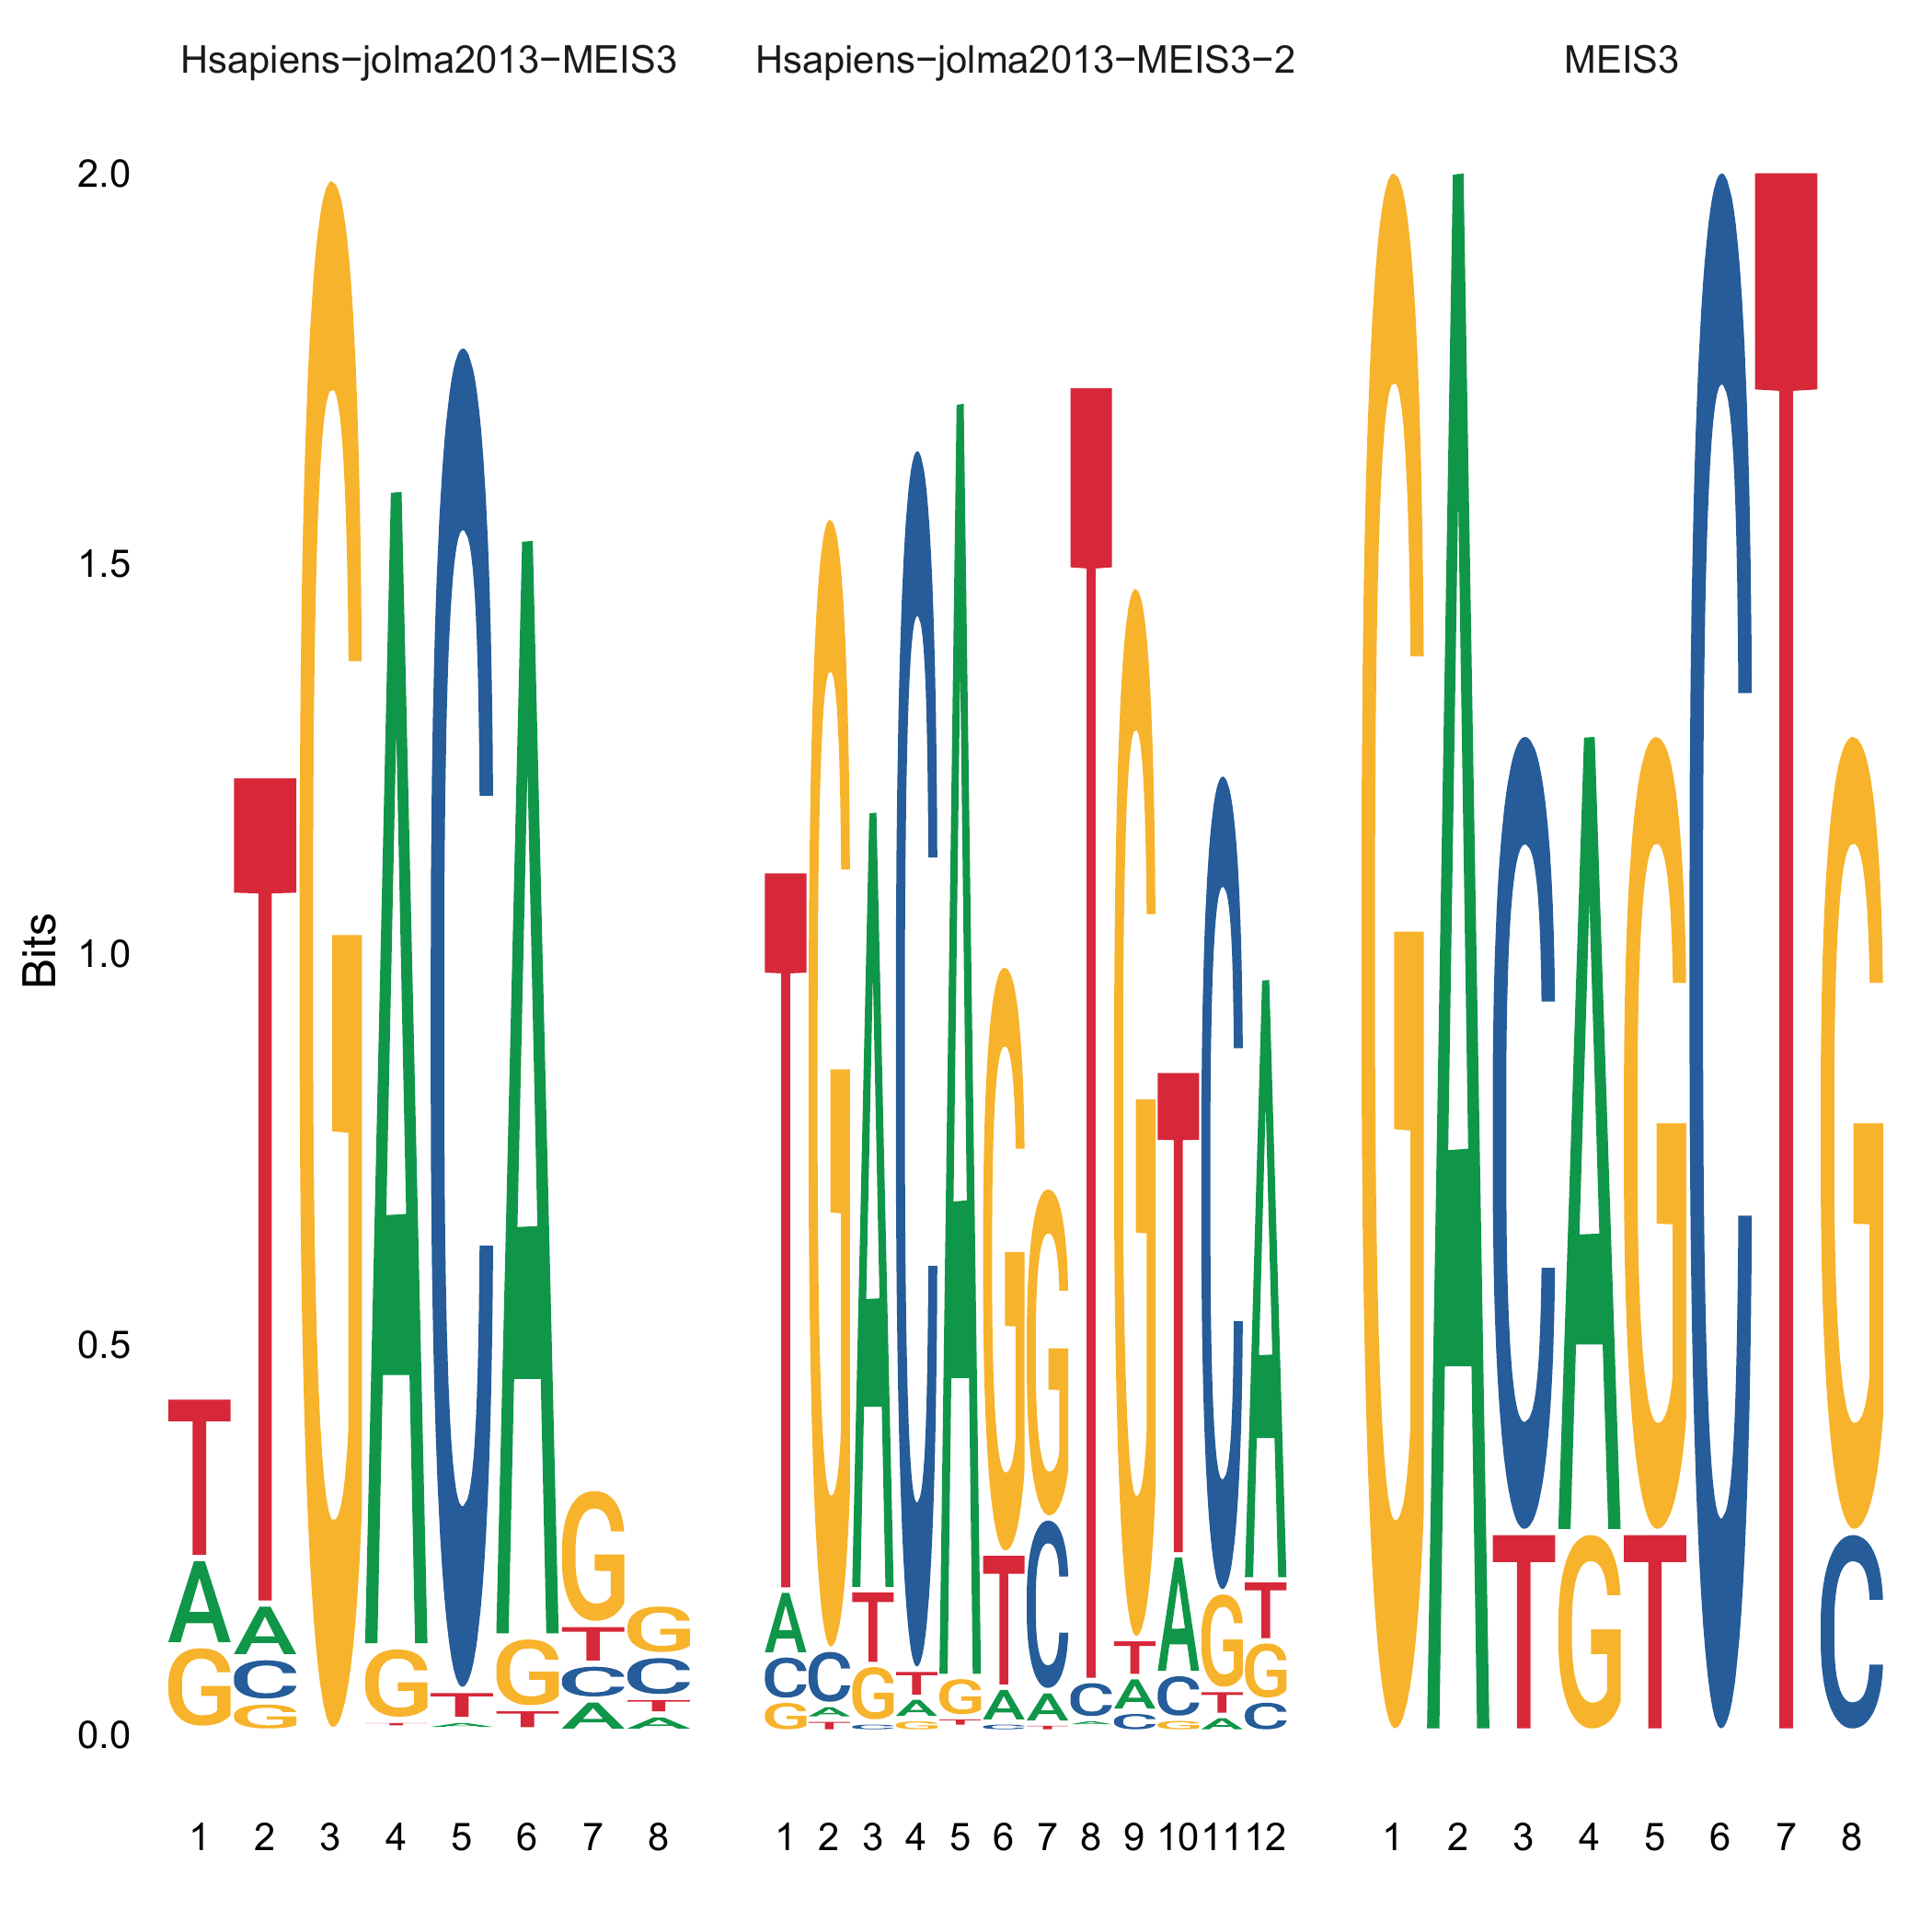 Hsapiens−jolma2013−MEIS3 Hsapiens−jolma2013−MEIS3−2 MEIS3
2.0
1.5
1.0
0.5
0.0
Bits
T A G
T A C G
G
A G T
C T A
A G T
G T C A
G C T A
T A C G
G C A T
A T G C
C T A G
A G T
G T A C
G C A T
T C A
G T A C
T A C G
C G T A
A T G C
G
A
C T
A G
G T
C
T
G C
1 2 3 4 5 6 7 8 1 2 3 4 5 6 7 8 9 10 11 12 1 2 3 4 5 6 7 8